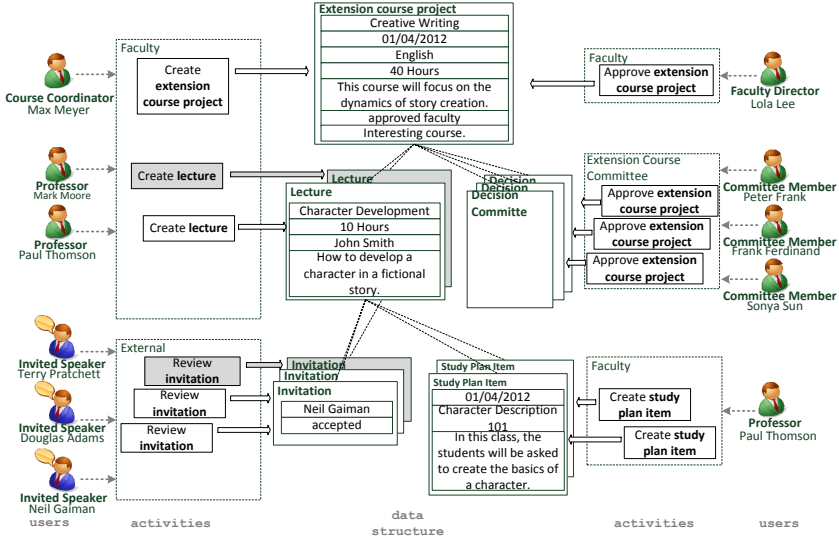 Extension course project
Creative Writing
01/04/2012
English
40 Hours
This course will focus on the
dynamics of story creation.
approved faculty
Interesting course.
Faculty
Create
extension
course project
Course Coordinator
Max Meyer
Faculty
Approve extension
course project
Faculty Director
Lola Lee
Professor
Mark Moore
Create lecture
Professor
Paul Thomson
Create lecture
Lecture
Lecture
Character Development
10 Hours
John Smith
How to develop a
character in a fictional
story.
Decision
Decision
Decision
Committe
Extension Course
Committee
Approve extension
course project
Approve extension
course project
Approve extension
course project
Committee Member
Peter Frank
Committee Member
Frank Ferdinand
Committee Member
Sonya Sun
Invited Speaker
Terry Pratchett
Invited Speaker
Douglas Adams
Invited Speaker
Neil Gaiman
External
Review
invitation
Review
invitation
Review
invitation
Invitation
Invitation
Invitation
Neil Gaiman
accepted
Study Plan Item
Study Plan Item
01/04/2012
Character Description
101
In this class, the
students will be asked
to create the basics of
a character.
Faculty
Create study
plan item
Create study
plan item
Professor
Paul Thomson
users
activities
data
structure
activities
users